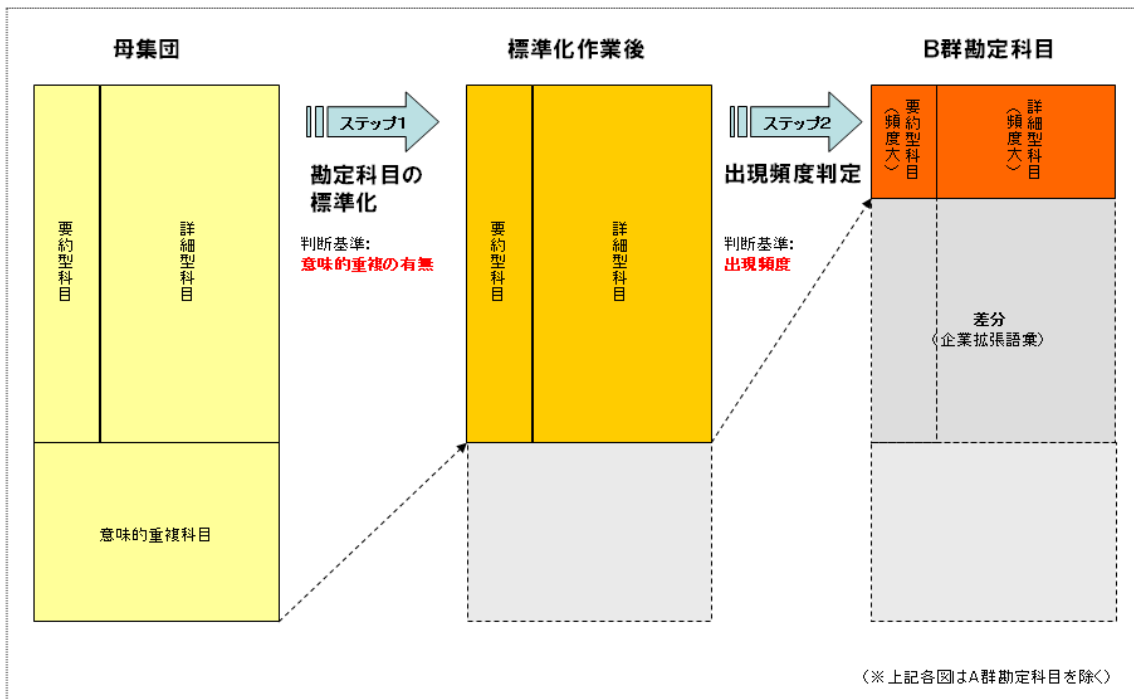 母集団
標準化作業後
B群勘定科目
ステップ1
ステップ2
勘定科目の
標準化
出現頻度判定
判断基準:
意味的重複の有無
判断基準:
出現頻度
要約型科目
詳細型科目
意味的重複科目
要約型科目
詳細型科目
要約型科目
(頻度大)
詳細型科目
(頻度大)
差分
(企業拡張語彙)
(※上記各図はA群勘定科目を除く)